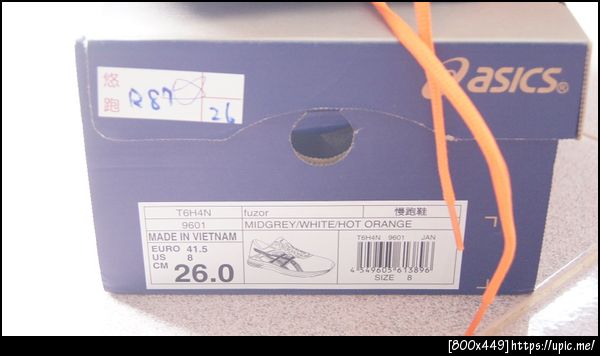 asics®
悠
跑
R87
26
T6H4N fuzor 慢跑鞋
9601 MIDGREY/WHITE/HOT ORANGE
MADE IN VIETNAM
EURO 41.5
US 8
CM 26.0
T6H4N 9601 JAN
4 549605 613896
SIZE 8
[800x449]https://upic.me/